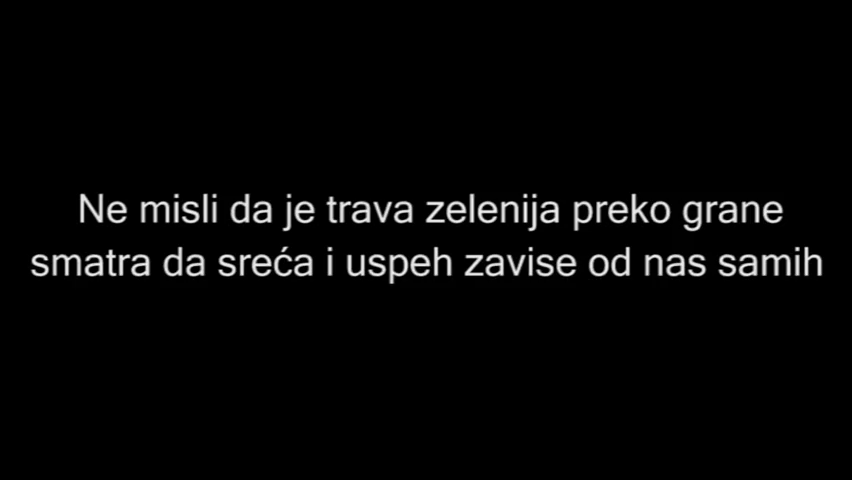 Ne misli da je trava zelenija preko grane
smatra da sreća i uspeh zavise od nas samih